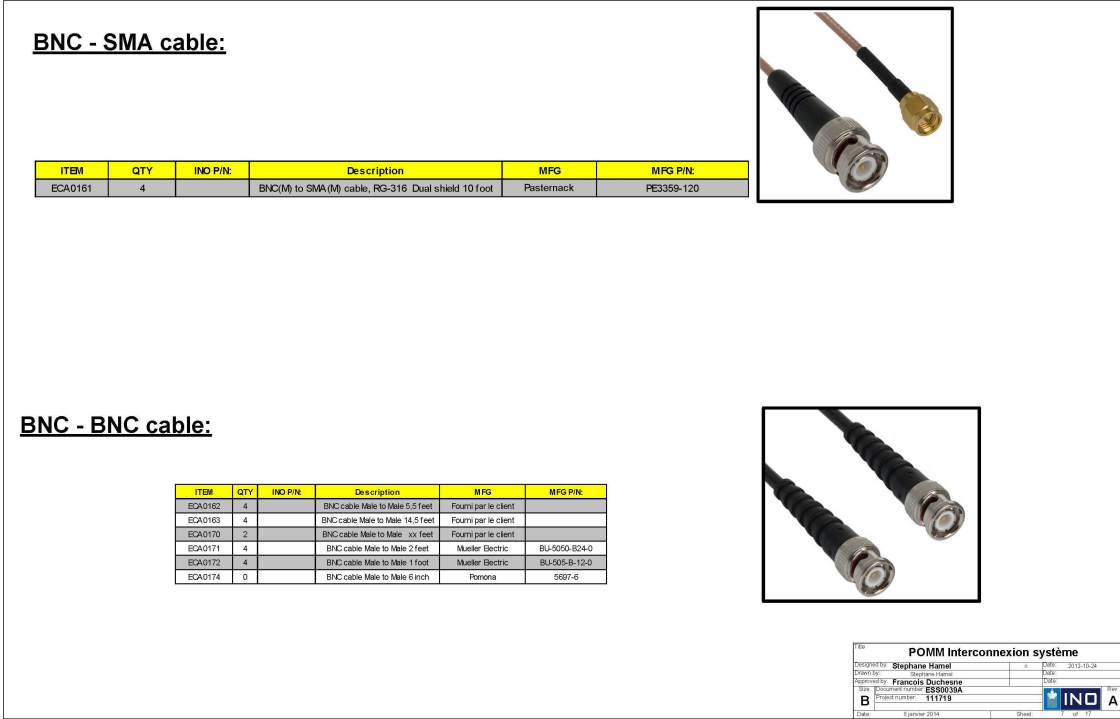 BNC - SMA cable:
ITEM QTY INO P/N: Description MFG MFG P/N:
ECA0161 4 BNC(M) to SMA(M) cable, RG-316 Dual shield 10 foot Pasternack PE3359-120
BNC - BNC cable:
ITEM QTY INO P/N: Description MFG MFG P/N:
ECA0162 4 BNC cable Male to Male 5,5 feet Fourni par le client
ECA0163 4 BNC cable Male to Male 14,5 feet Fourni par le client
ECA0170 2 BNC cable Male to Male xx feet Fourni par le client
ECA0171 4 BNC cable Male to Male 2 feet Mueller Electric BU-5050-B24-0
ECA0172 4 BNC cable Male to Male 1 foot Mueller Electric BU-505-B-12-0
ECA0174 0 BNC cable Male to Male 6 inch Pomona 5697-6
Title
POMM Interconnexion système
Designed by: Stephane Hamel o Date: 2012-10-24
Drawn by: Stephane Hamel Date:
Approved by: Francois Duchesne Date:
Size Document number: ESS0039A Rev
B Project number: 111719 INO A
Date: 8 janvier 2014 Sheet: 7 of 17